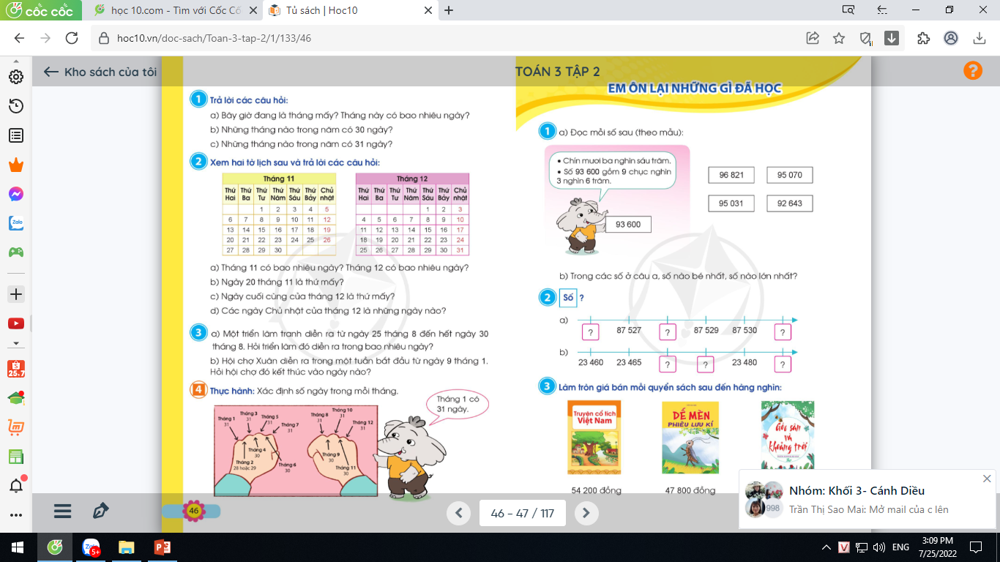 cốc cốc
học 10.com - Tìm với Cốc Cố
Tủ sách | Hoc10
hoc10.vn/doc-sach/Toan-3-tap-2/1/133/46
Kho sách của tôi
TOÁN 3 TẬP 2
?
1 Trả lời các câu hỏi:
a) Bây giờ đang là tháng mấy? Tháng này có bao nhiêu ngày?
b) Những tháng nào trong năm có 30 ngày?
c) Những tháng nào trong năm có 31 ngày?
2 Xem hai tờ lịch sau và trả lời các câu hỏi:
Tháng 11
Thứ Hai Thứ Ba Thứ Tư Thứ Năm Thứ Sáu Thứ Bảy Chủ nhật
1 2 3 4 5
6 7 8 9 10 11 12
13 14 15 16 17 18 19
20 21 22 23 24 25 26
27 28 29 30
Tháng 12
Thứ Hai Thứ Ba Thứ Tư Thứ Năm Thứ Sáu Thứ Bảy Chủ nhật
1 2 3
4 5 6 7 8 9 10
11 12 13 14 15 16 17
18 19 20 21 22 23 24
25 26 27 28 29 30 31
a) Tháng 11 có bao nhiêu ngày? Tháng 12 có bao nhiêu ngày?
b) Ngày 20 tháng 11 là thứ mấy?
c) Ngày cuối cùng của tháng 12 là thứ mấy?
d) Các ngày Chủ nhật của tháng 12 là những ngày nào?
3 a) Một triển lãm tranh diễn ra từ ngày 25 tháng 8 đến hết ngày 30
tháng 8. Hỏi triển lãm đó diễn ra trong bao nhiêu ngày?
b) Hội chợ Xuân diễn ra trong một tuần bắt đầu từ ngày 9 tháng 1.
Hỏi hội chợ đó kết thúc vào ngày nào?
4 Thực hành: Xác định số ngày trong mỗi tháng.
Tháng 1
31
Tháng 3
31
Tháng 5
31
Tháng 7
31
Tháng 4
30
Tháng 2
28 hoặc 29
Tháng 6
30
Tháng 8
31
Tháng 10
31
Tháng 12
31
Tháng 9
30
Tháng 11
30
Tháng 1 có
31 ngày.
46
EM ÔN LẠI NHỮNG GÌ ĐÃ HỌC
1 a) Đọc mỗi số sau (theo mẫu):
• Chín mươi ba nghìn sáu trăm.
• Số 93 600 gồm 9 chục nghìn
3 nghìn 6 trăm.
93 600
96 821 95 070
95 031 92 643
b) Trong các số ở câu a, số nào bé nhất, số nào lớn nhất?
2 Số ?
a)
? 87 527 ? 87 529 87 530 ?
b)
23 460 23 465 ? ? 23 480 ?
3 Làm tròn giá bán mỗi quyển sách sau đến hàng nghìn:
Truyện cổ tích
Việt Nam
DẾ MÈN
PHIÊU LƯU KÍ
Góc sân
và
khoảng trời
54 200 đồng
47 800 đồng
46 - 47 / 117
Nhóm: Khối 3- Cánh Diều
Trần Thị Sao Mai: Mở mail của c lên
998
Zalo
S
25.7
Zalo
5+
V
ENG
3:09 PM
7/25/2022